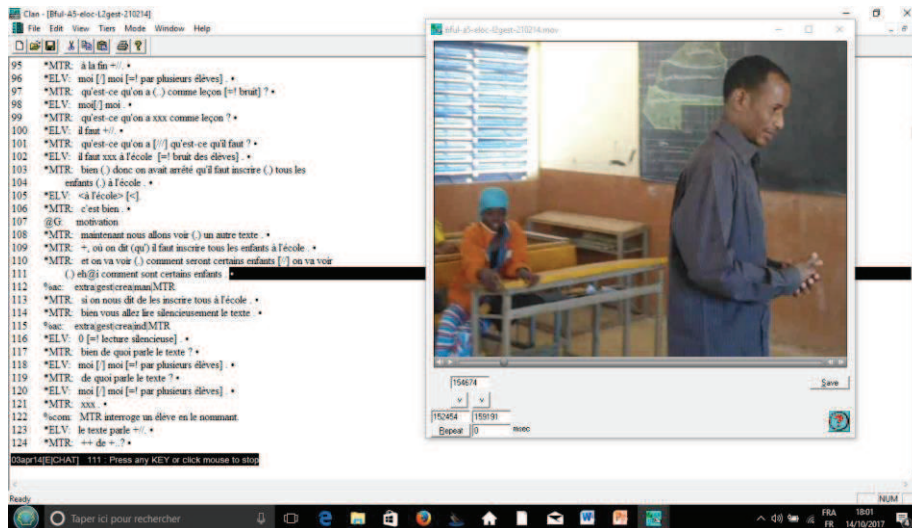 Clan - [Bful-A5-eloc-L2gest-210214]
File Edit View Tiers Mode Window Help
95 *MTR: à la fin +//. •
96 *ELV: moi [/] moi [=! par plusieurs élèves] . •
97 *MTR: qu'est-ce qu'on a (..) comme leçon [=! bruit] ? •
98 *ELV: moi[/] moi . •
99 *MTR: qu'est-ce qu'on a xxx comme leçon ? •
100 *ELV: il faut +//. •
101 *MTR: qu'est-ce qu'on a [///] qu'est-ce qu'il faut ? •
102 *ELV: il faut xxx à l'école [=! bruit des élèves] . •
103 *MTR: bien (.) donc on avait arrêté qu'il faut inscrire (.) tous les
104 enfants (.) à l'école . •
105 *ELV: <à l'école> [<].
106 *MTR: c'est bien . •
107 @G: motivation
108 *MTR: maintenant nous allons voir (.) un autre texte . •
109 *MTR: +, où on dit (qu') il faut inscrire tous les enfants à l'école . •
110 *MTR: et on va voir (.) comment seront certains enfants [//] on va voir
111 (.) eh@i comment sont certains enfants . •
112 %ac: extra|gest|crea|man|MTR
113 *MTR: si on nous dit de les inscrire tous à l'école . •
114 *MTR: bien vous allez lire silencieusement le texte . •
115 %ac: extra|gest|crea|ind|MTR
116 *ELV: 0 [=! lecture silencieuse] . •
117 *MTR: bien de quoi parle le texte ? •
118 *ELV: moi [/] moi [=! par plusieurs élèves] . •
119 *MTR: de quoi parle le texte ? •
120 *ELV: moi [/] moi [=! par plusieurs élèves] . •
121 *MTR: xxx . •
122 %com: MTR interroge un élève en le nommant.
123 *ELV: le texte parle +//. •
124 *MTR: ++ de +..? •
03apr14[E|CHAT] 111 : Press any KEY or click mouse to stop
bful-a5-eloc-l2gest-210214.mov
154674
Save
v v
152454 159191
Repeat 0 msec
Ready
NUM
Taper ici pour rechercher
FRA 18:01
FR 14/10/2017